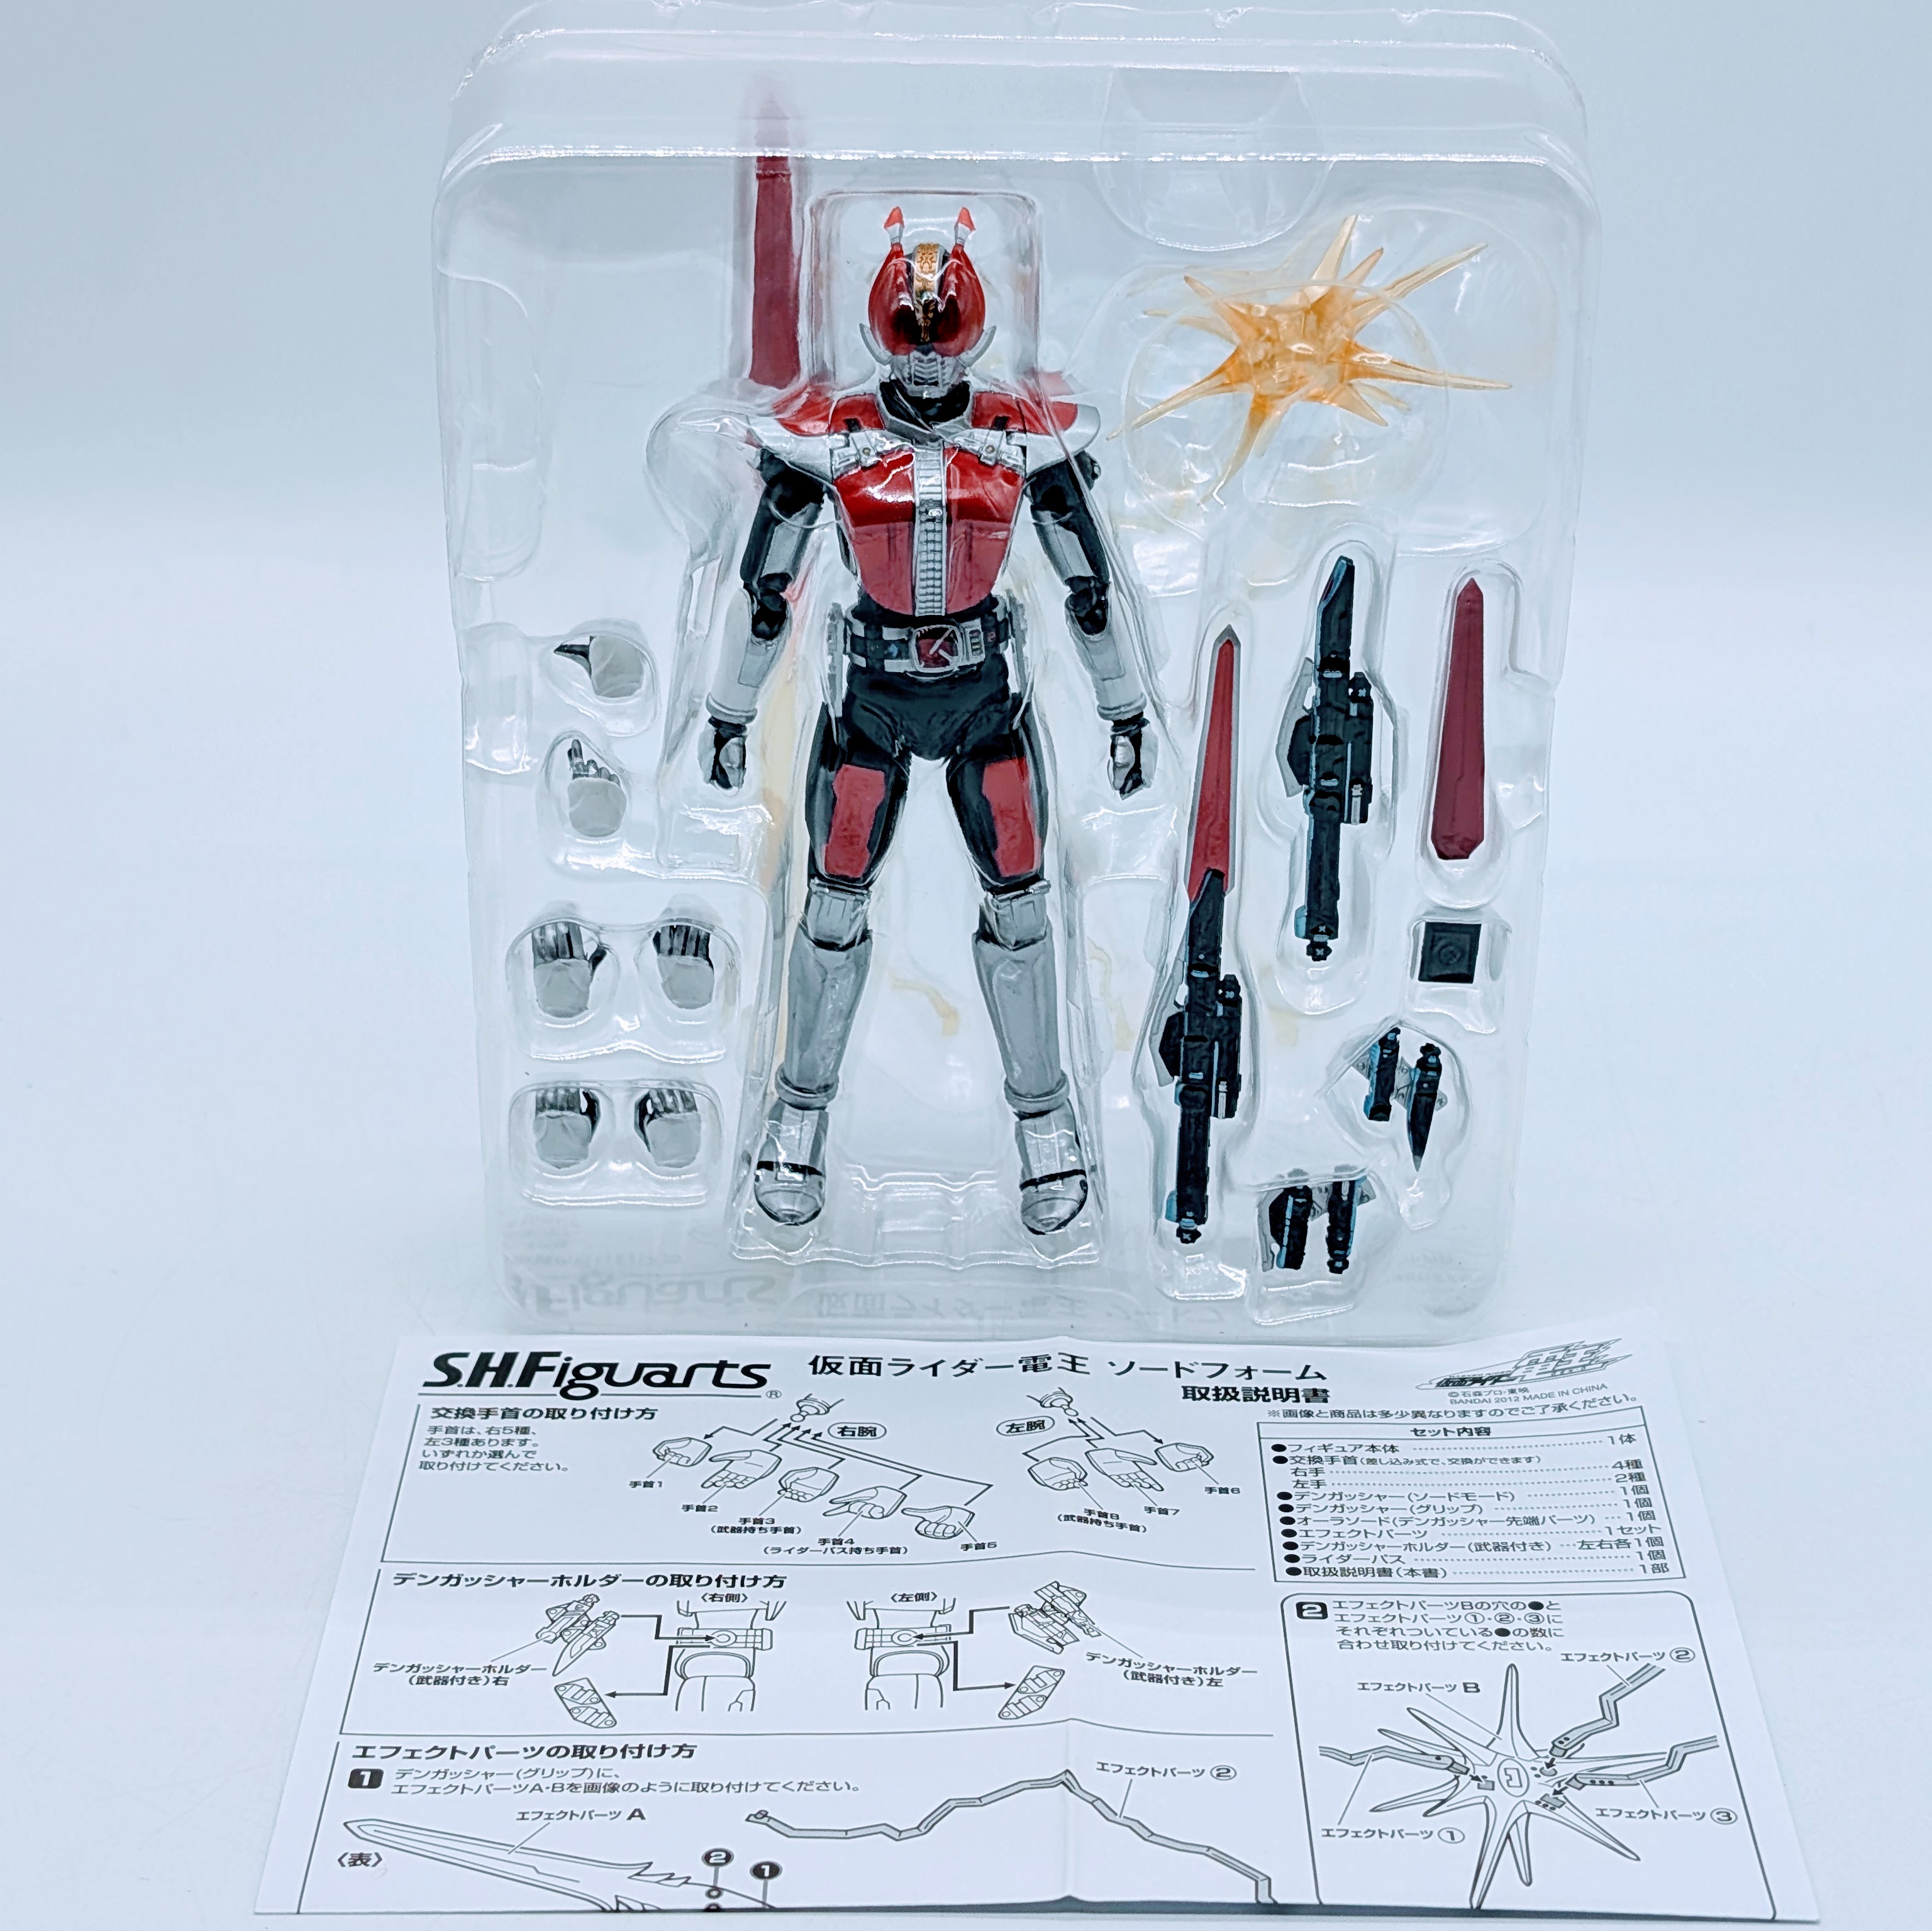 S.H.Figuarts®
仮面ライダー電王 ソードフォーム
取扱説明書
仮面ライダー電王
©石森プロ・東映
BANDAI 2012 MADE IN CHINA
※画像と商品は多少異なりますのでご了承ください。
交換手首の取り付け方
手首は、右5種、
左3種あります。
いずれか選んで
取り付けてください。
右腕
手首1
手首2
手首3
(武器持ち手首)
手首4
(ライダーパス持ち手首)
手首5
左腕
手首8
(武器持ち手首)
手首7
手首6
セット内容
●フィギュア本体 1体
●交換手首(差し込み式で、交換ができます)
右手 4種
左手 2種
●デンガッシャー(ソードモード) 1個
●デンガッシャー(グリップ) 1個
●オーラソード(デンガッシャー先端パーツ) 1個
●エフェクトパーツ 1セット
●デンガッシャーホルダー(武器付き) 左右各1個
●ライダーパス 1個
●取扱説明書(本書) 1部
デンガッシャーホルダーの取り付け方
〈右側〉
〈左側〉
デンガッシャーホルダー
(武器付き)右
デンガッシャーホルダー
(武器付き)左
エフェクトパーツの取り付け方
1 デンガッシャー(グリップ)に、
エフェクトパーツA・Bを画像のように取り付けてください。
エフェクトパーツ A
〈表〉
2
1
エフェクトパーツ②
2 エフェクトパーツBの穴の●と
エフェクトパーツ①・②・③に
それぞれついている●の数に
合わせ取り付けてください。
エフェクトパーツ②
エフェクトパーツ B
エフェクトパーツ③
エフェクトパーツ①